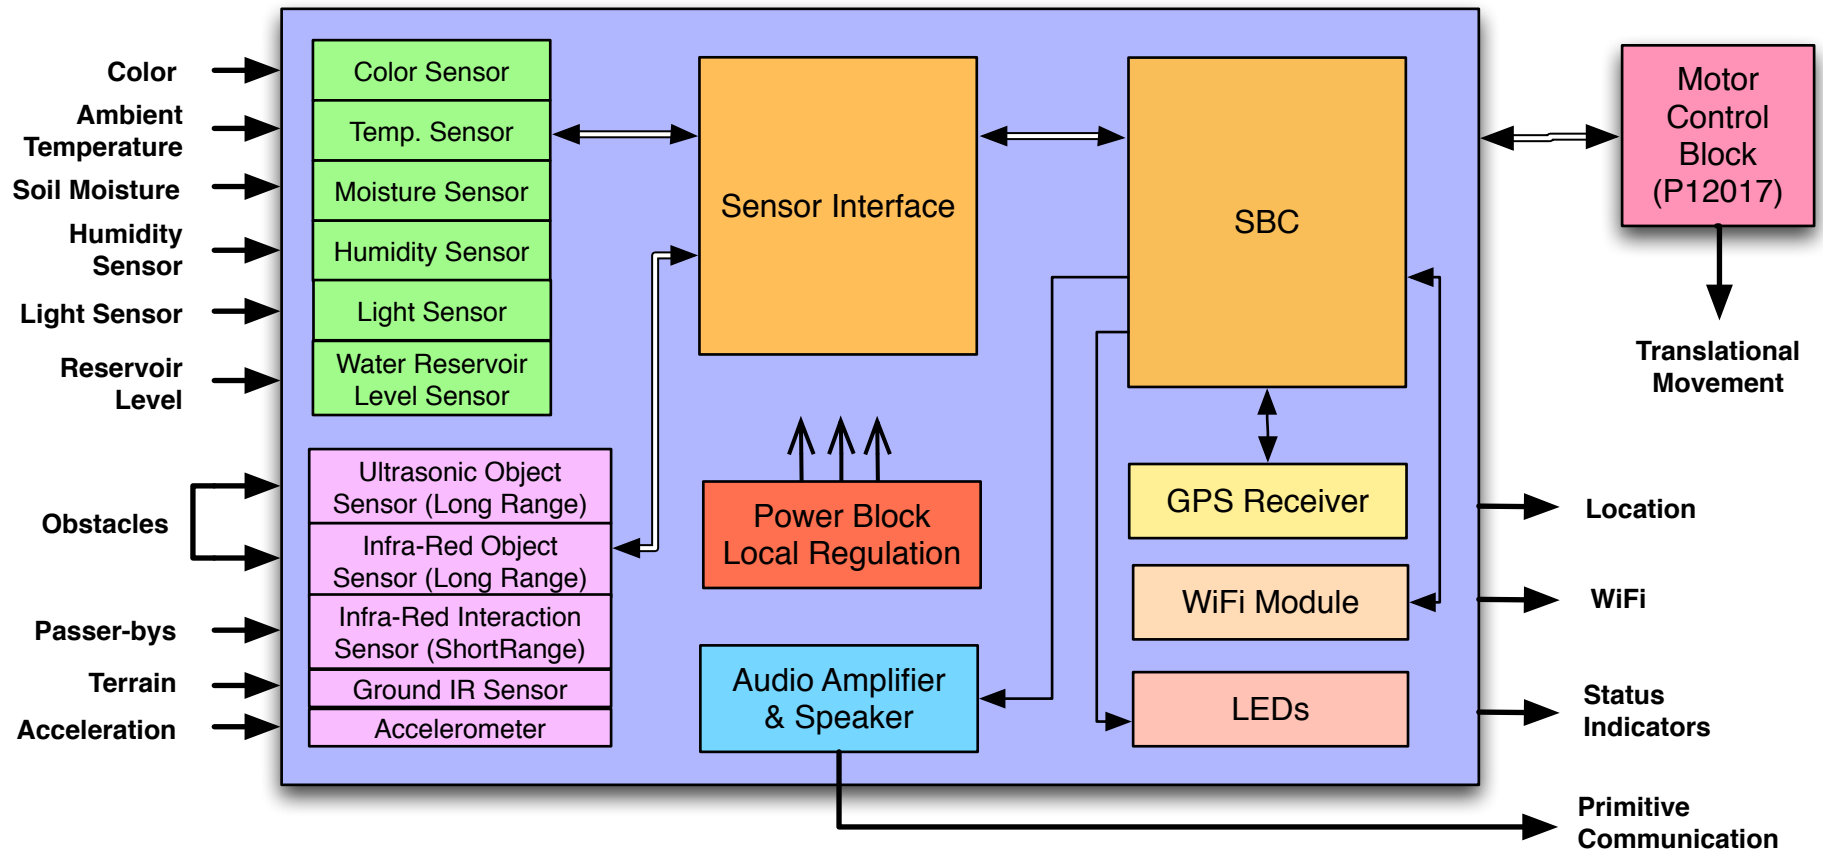 Color
Ambient
Temperature
Soil Moisture
Humidity
Sensor
Light Sensor
Reservoir
Level
Obstacles
Passer-bys
Terrain
Acceleration
Color Sensor
Temp. Sensor
Moisture Sensor
Humidity Sensor
Light Sensor
Water Reservoir
Level Sensor
Ultrasonic Object
Sensor (Long Range)
Infra-Red Object
Sensor (Long Range)
Infra-Red Interaction
Sensor (ShortRange)
Ground IR Sensor
Accelerometer
Sensor Interface
Power Block
Local Regulation
Audio Amplifier
& Speaker
SBC
GPS Receiver
WiFi Module
LEDs
Motor
Control
Block
(P12017)
Translational
Movement
Location
WiFi
Status
Indicators
Primitive
Communication